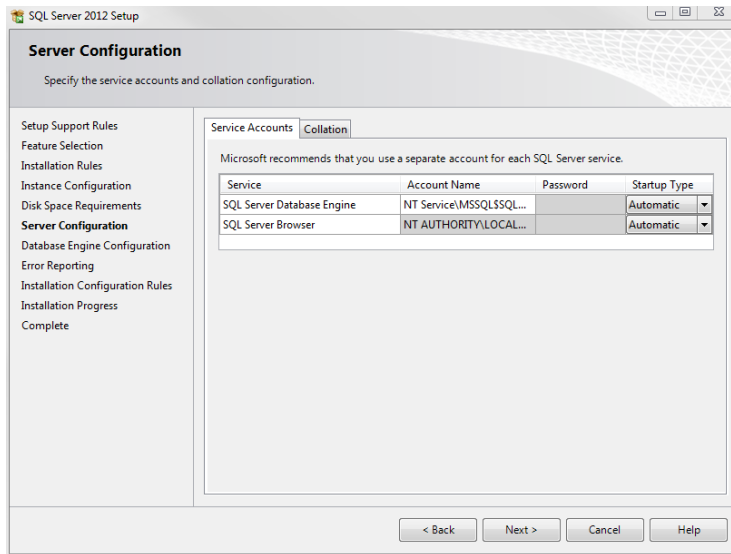 SQL Server 2012 Setup
Server Configuration
Specify the service accounts and collation configuration.
Setup Support Rules
Feature Selection
Installation Rules
Instance Configuration
Disk Space Requirements
Server Configuration
Database Engine Configuration
Error Reporting
Installation Configuration Rules
Installation Progress
Complete
Service Accounts Collation
Microsoft recommends that you use a separate account for each SQL Server service.
Service Account Name Password Startup Type
SQL Server Database Engine NT Service\MSSQL$SQL... Automatic
SQL Server Browser NT AUTHORITY\LOCAL... Automatic
< Back Next > Cancel Help